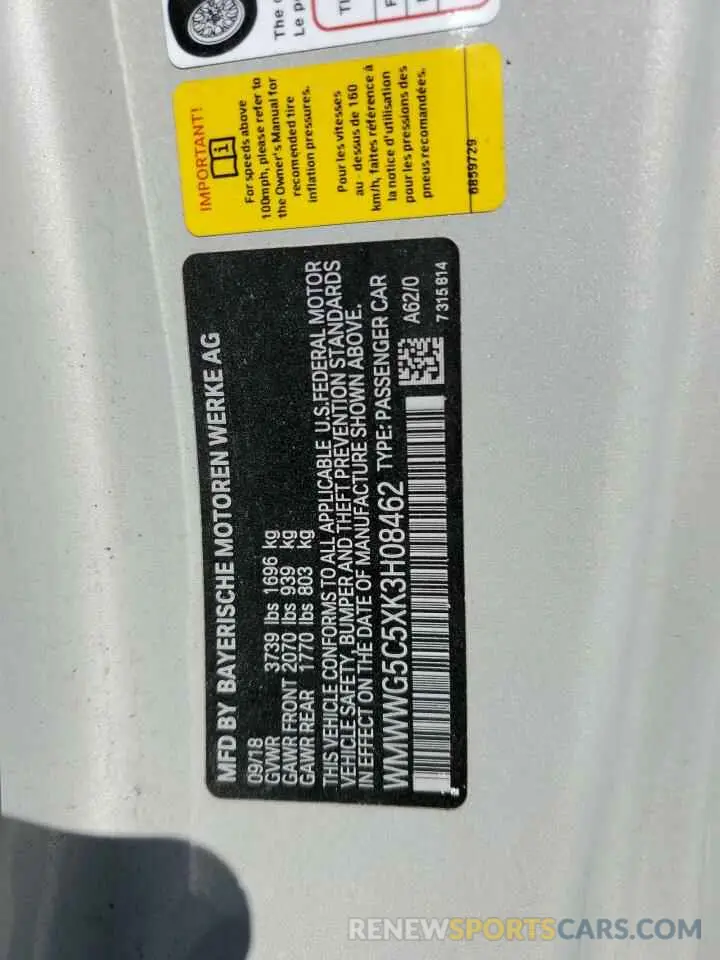 The
Le p
TI
F
IMPORTANT!
i
For speeds above
100mph, please refer to
the Owner's Manual for
recomended tire
inflation pressures.
Pour les vitesses
au - dessus de 160
km/h, faites référence à
la notice d'utilisation
pour les pressions des
pneus recomandées.
6859729
MFD BY BAYERISCHE MOTOREN WERKE AG
09/18
GVWR 3739 lbs 1696 kg
GAWR FRONT 2070 lbs 939 kg
GAWR REAR 1770 lbs 803 kg
THIS VEHICLE CONFORMS TO ALL APPLICABLE U.S.FEDERAL MOTOR
VEHICLE SAFETY, BUMPER AND THEFT PREVENTION STANDARDS
IN EFFECT ON THE DATE OF MANUFACTURE SHOWN ABOVE.
WMWWG5C5XK3H08462 TYPE: PASSENGER CAR
A62/0
7315814
RENEWSPORTSCARS.COM